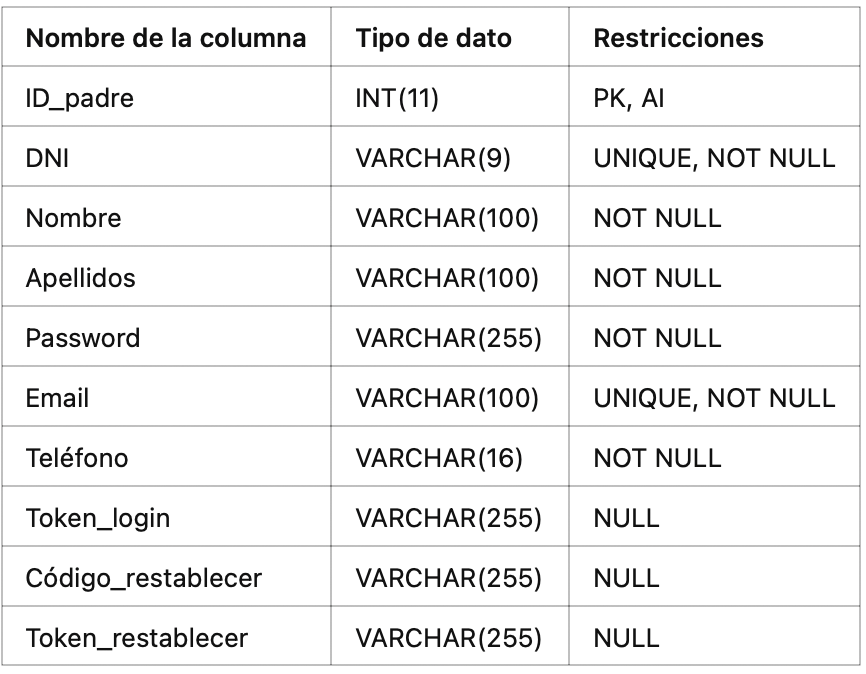 Nombre de la columna Tipo de dato Restricciones
ID_padre INT(11) PK, AI
DNI VARCHAR(9) UNIQUE, NOT NULL
Nombre VARCHAR(100) NOT NULL
Apellidos VARCHAR(100) NOT NULL
Password VARCHAR(255) NOT NULL
Email VARCHAR(100) UNIQUE, NOT NULL
Teléfono VARCHAR(16) NOT NULL
Token_login VARCHAR(255) NULL
Código_restablecer VARCHAR(255) NULL
Token_restablecer VARCHAR(255) NULL